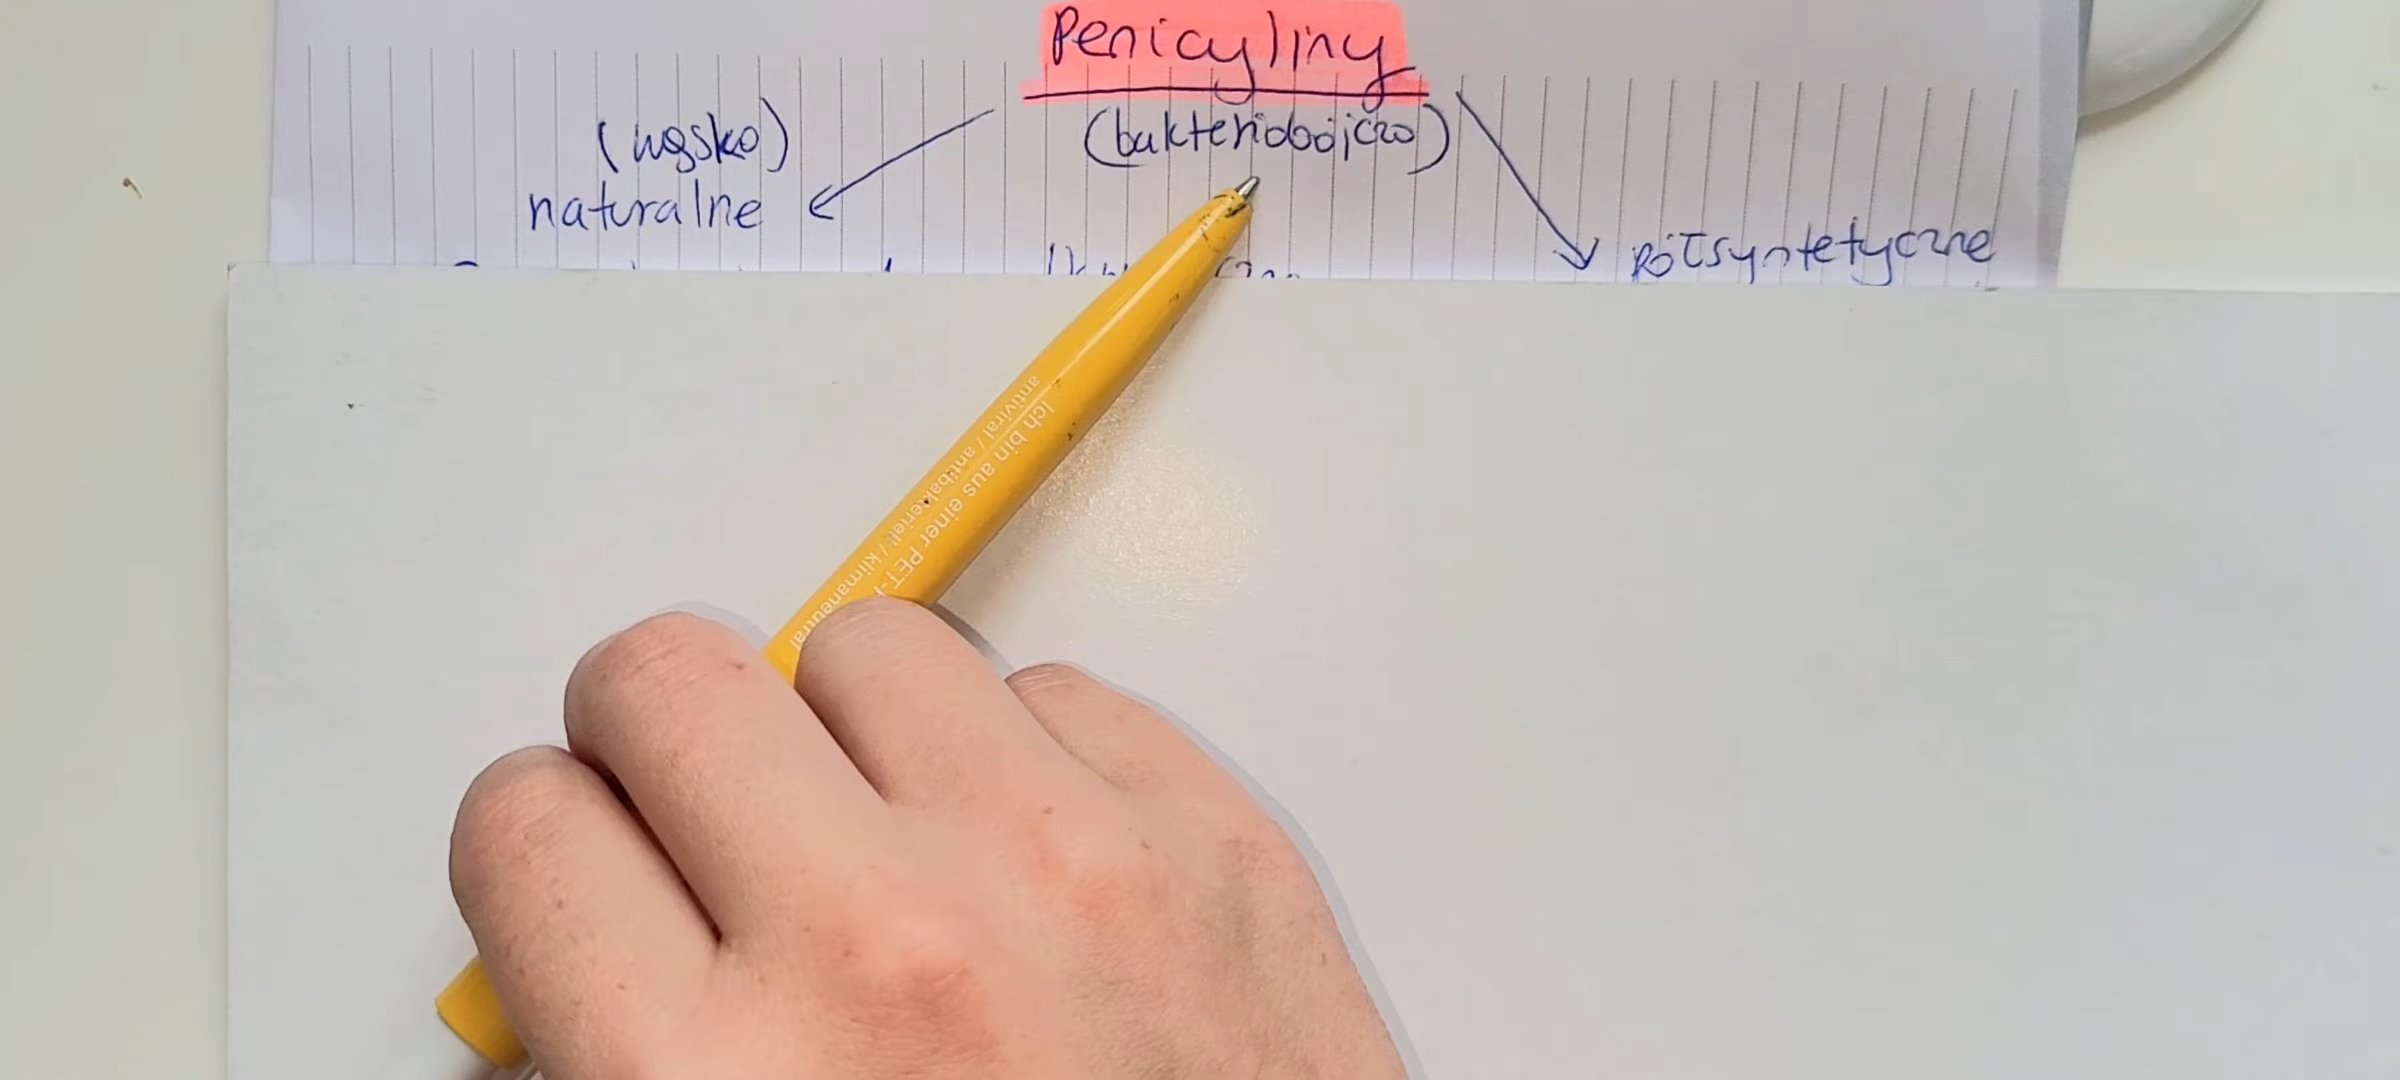 Penicyliny
(bakteriobójczo)
(wąsko)
naturalne
półsyntetyczne
Ich bin aus einer PET-
antiviral / antibakteriell / klimaneutral